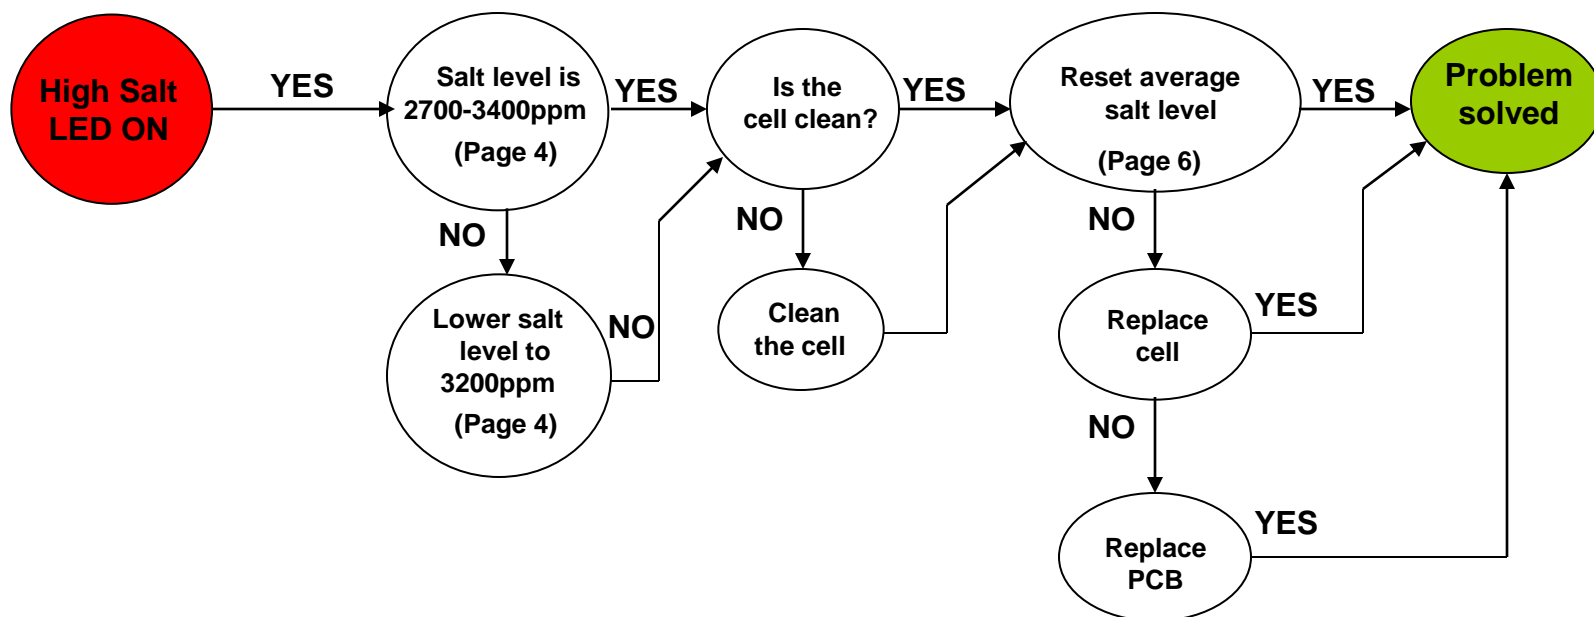 High Salt
LED ON
YES
Salt level is
2700-3400ppm
(Page 4)
YES
Is the
cell clean?
YES
Reset average
salt level
(Page 6)
YES
Problem
solved
NO
Lower salt
level to
3200ppm
(Page 4)
NO
NO
Clean
the cell
NO
Replace
cell
YES
NO
Replace
PCB
YES